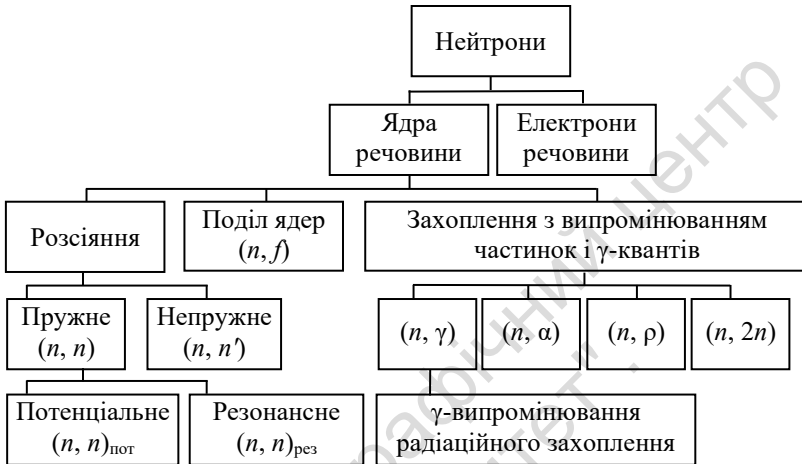 Нейтрони
Ядра
речовини
Електрони
речовини
Розсіяння
Поділ ядер
(n, f)
Захоплення з випромінюванням
частинок і γ-квантів
Пружне
(n, n)
Непружне
(n, n′)
(n, γ)
(n, α)
(n, ρ)
(n, 2n)
Потенціальне
(n, n)пот
Резонансне
(n, n)рез
γ-випромінювання
радіаційного захоплення